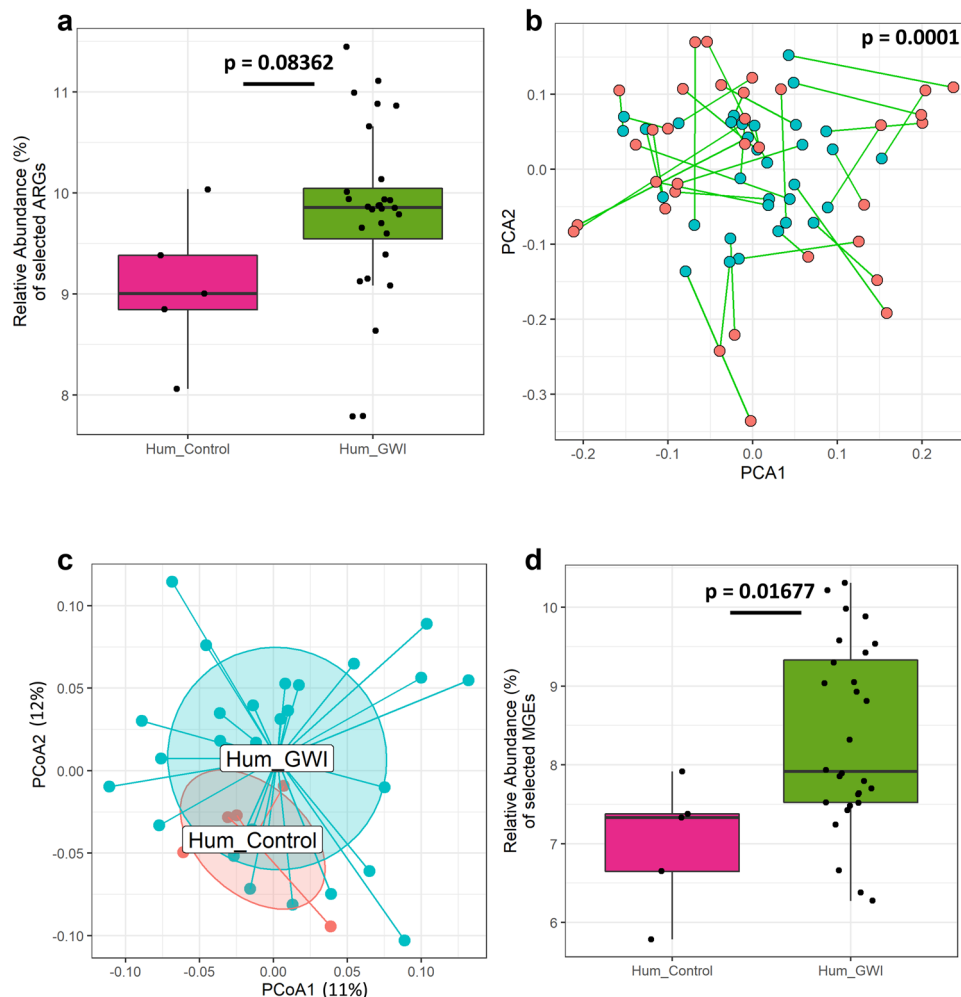 a
p = 0.08362
Relative Abundance (%)
of selected ARGs
11
10
9
8
Hum_Control
Hum_GWI
b
p = 0.0001
PCA2
0.2
0.1
0.0
-0.1
-0.2
-0.3
-0.2
-0.1
0.0
0.1
0.2
PCA1
c
PCoA2 (12%)
0.10
0.05
0.00
-0.05
-0.10
Hum_GWI
Hum_Control
-0.10
-0.05
0.00
0.05
0.10
PCoA1 (11%)
d
p = 0.01677
Relative Abundance (%)
of selected MGEs
10
9
8
7
6
Hum_Control
Hum_GWI